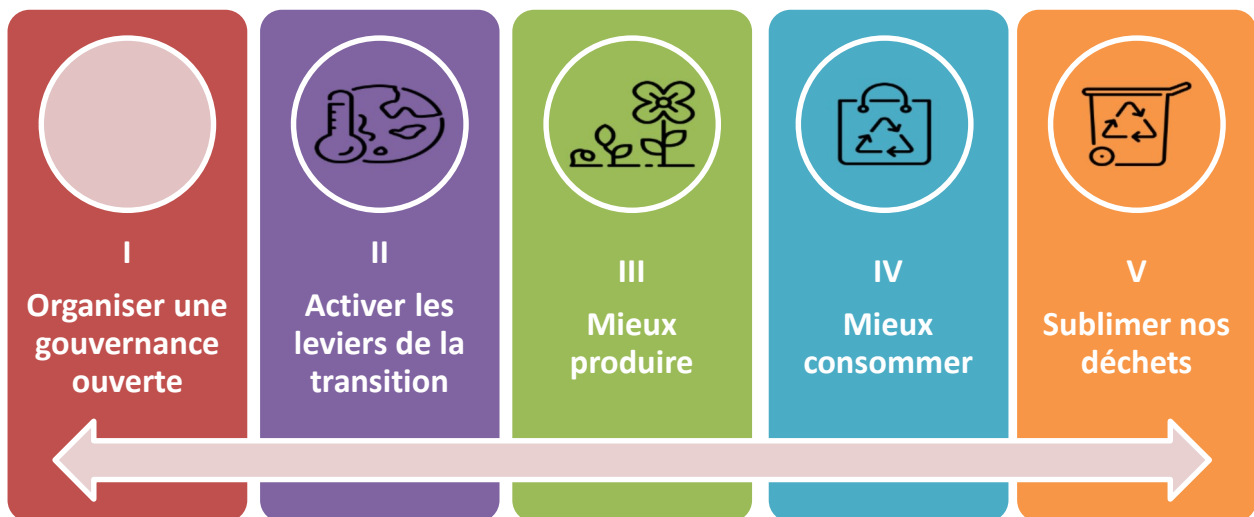 I
Organiser une
gouvernance
ouverte
II
Activer les
leviers de la
transition
III
Mieux
produire
IV
Mieux
consommer
V
Sublimer nos
déchets